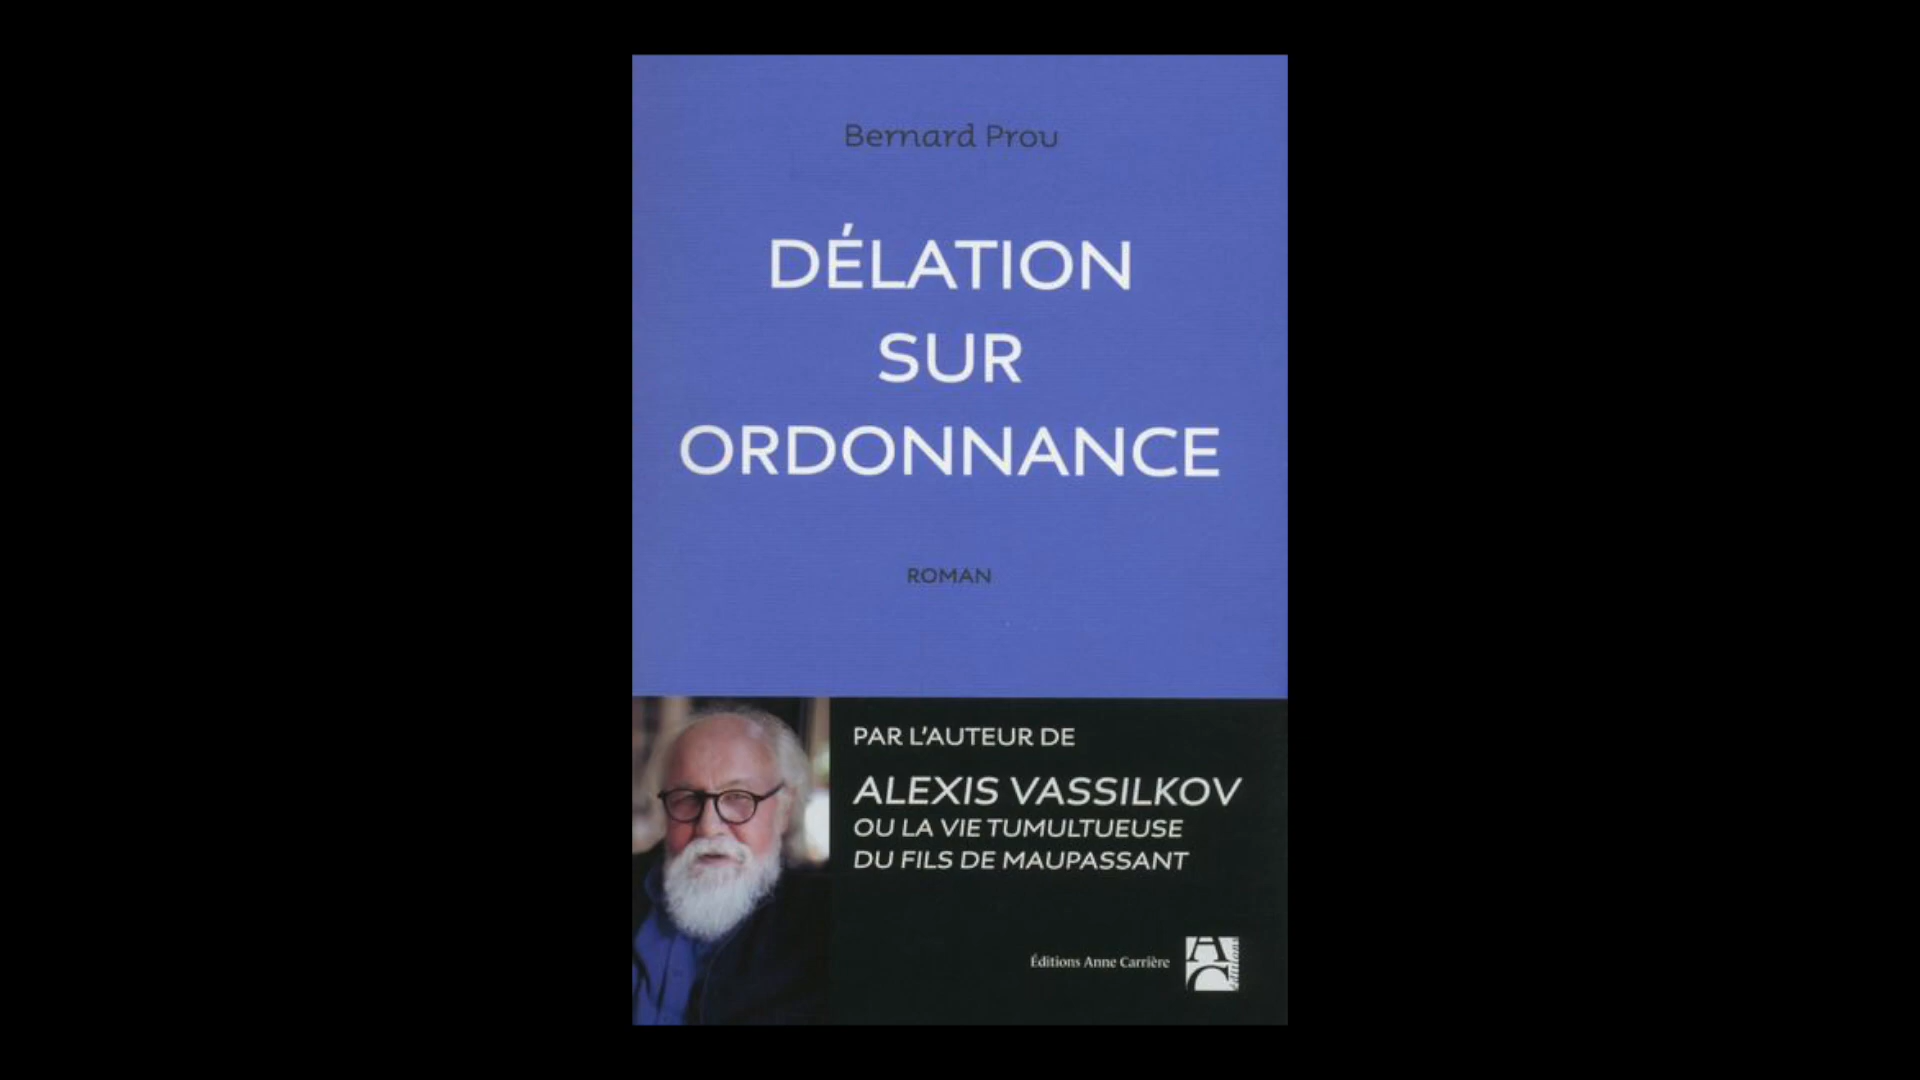 Bernard Prou
DÉLATION
SUR
ORDONNANCE
ROMAN
PAR L'AUTEUR DE
ALEXIS VASSILKOV
OU LA VIE TUMULTUEUSE
DU FILS DE MAUPASSANT
Éditions Anne Carrière
AC